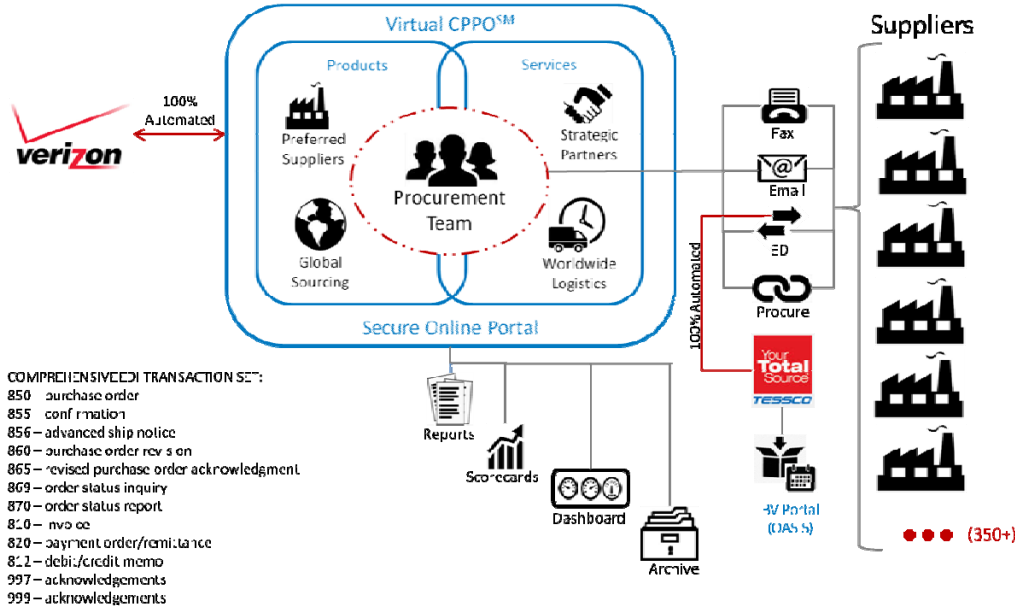 Virtual CPPO℠
Suppliers
Products
Services
100%
Automated
verizon
Preferred
Suppliers
Strategic
Partners
Procurement
Team
Global
Sourcing
Worldwide
Logistics
Secure Online Portal
Fax
Email
ED
Procure
100% Automated
Your
Total
Source
TESSCO
COMPREHENSIVE EDI TRANSACTION SET:
850 – purchase order
855 – confirmation
856 – advanced ship notice
860 – purchase order revision
865 – revised purchase order acknowledgment
869 – order status inquiry
870 – order status report
810 – invoice
820 – payment order/remittance
812 – debit/credit memo
997 – acknowledgements
999 – acknowledgements
Reports
Scorecards
Dashboard
Archive
Portal
(350+)